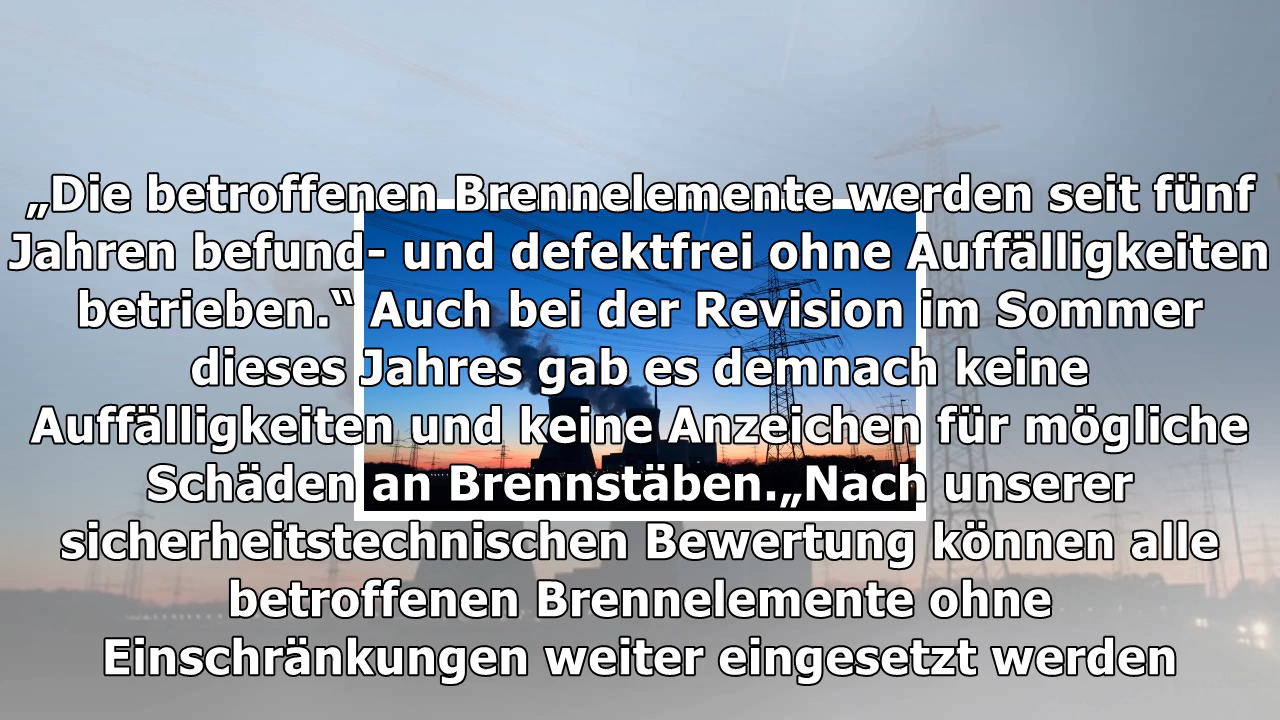 „Die betroffenen Brennelemente werden seit fünf
Jahren befund- und defektfrei ohne Auffälligkeiten
betrieben.“ Auch bei der Revision im Sommer
dieses Jahres gab es demnach keine
Auffälligkeiten und keine Anzeichen für mögliche
Schäden an Brennstäben.„Nach unserer
sicherheitstechnischen Bewertung können alle
betroffenen Brennelemente ohne
Einschränkungen weiter eingesetzt werden